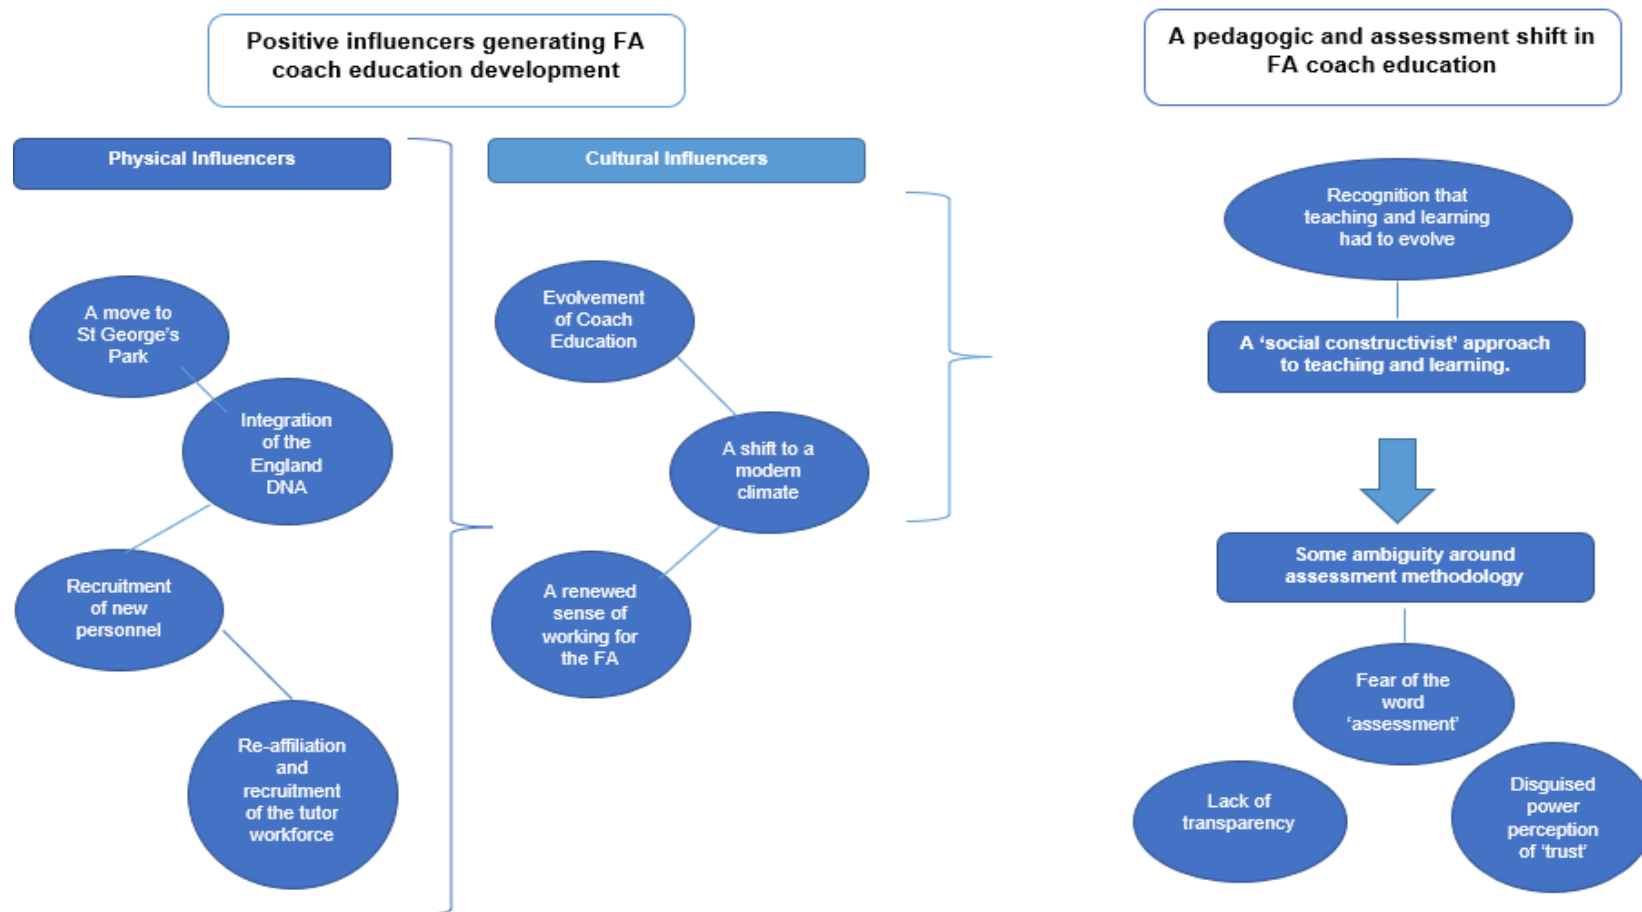 Positive influencers generating FA
coach education development
Physical Influencers
A move to
St George’s
Park
Integration
of the
England
DNA
Recruitment
of new
personnel
Re-affiliation
and
recruitment
of the tutor
workforce
Cultural Influencers
Evolvement
of Coach
Education
A shift to a
modern
climate
A renewed
sense of
working for
the FA
A pedagogic and assessment shift in
FA coach education
Recognition that
teaching and learning
had to evolve
A ‘social constructivist’ approach
to teaching and learning.
Some ambiguity around
assessment methodology
Fear of the
word
‘assessment’
Lack of
transparency
Disguised
power
perception
of ‘trust’